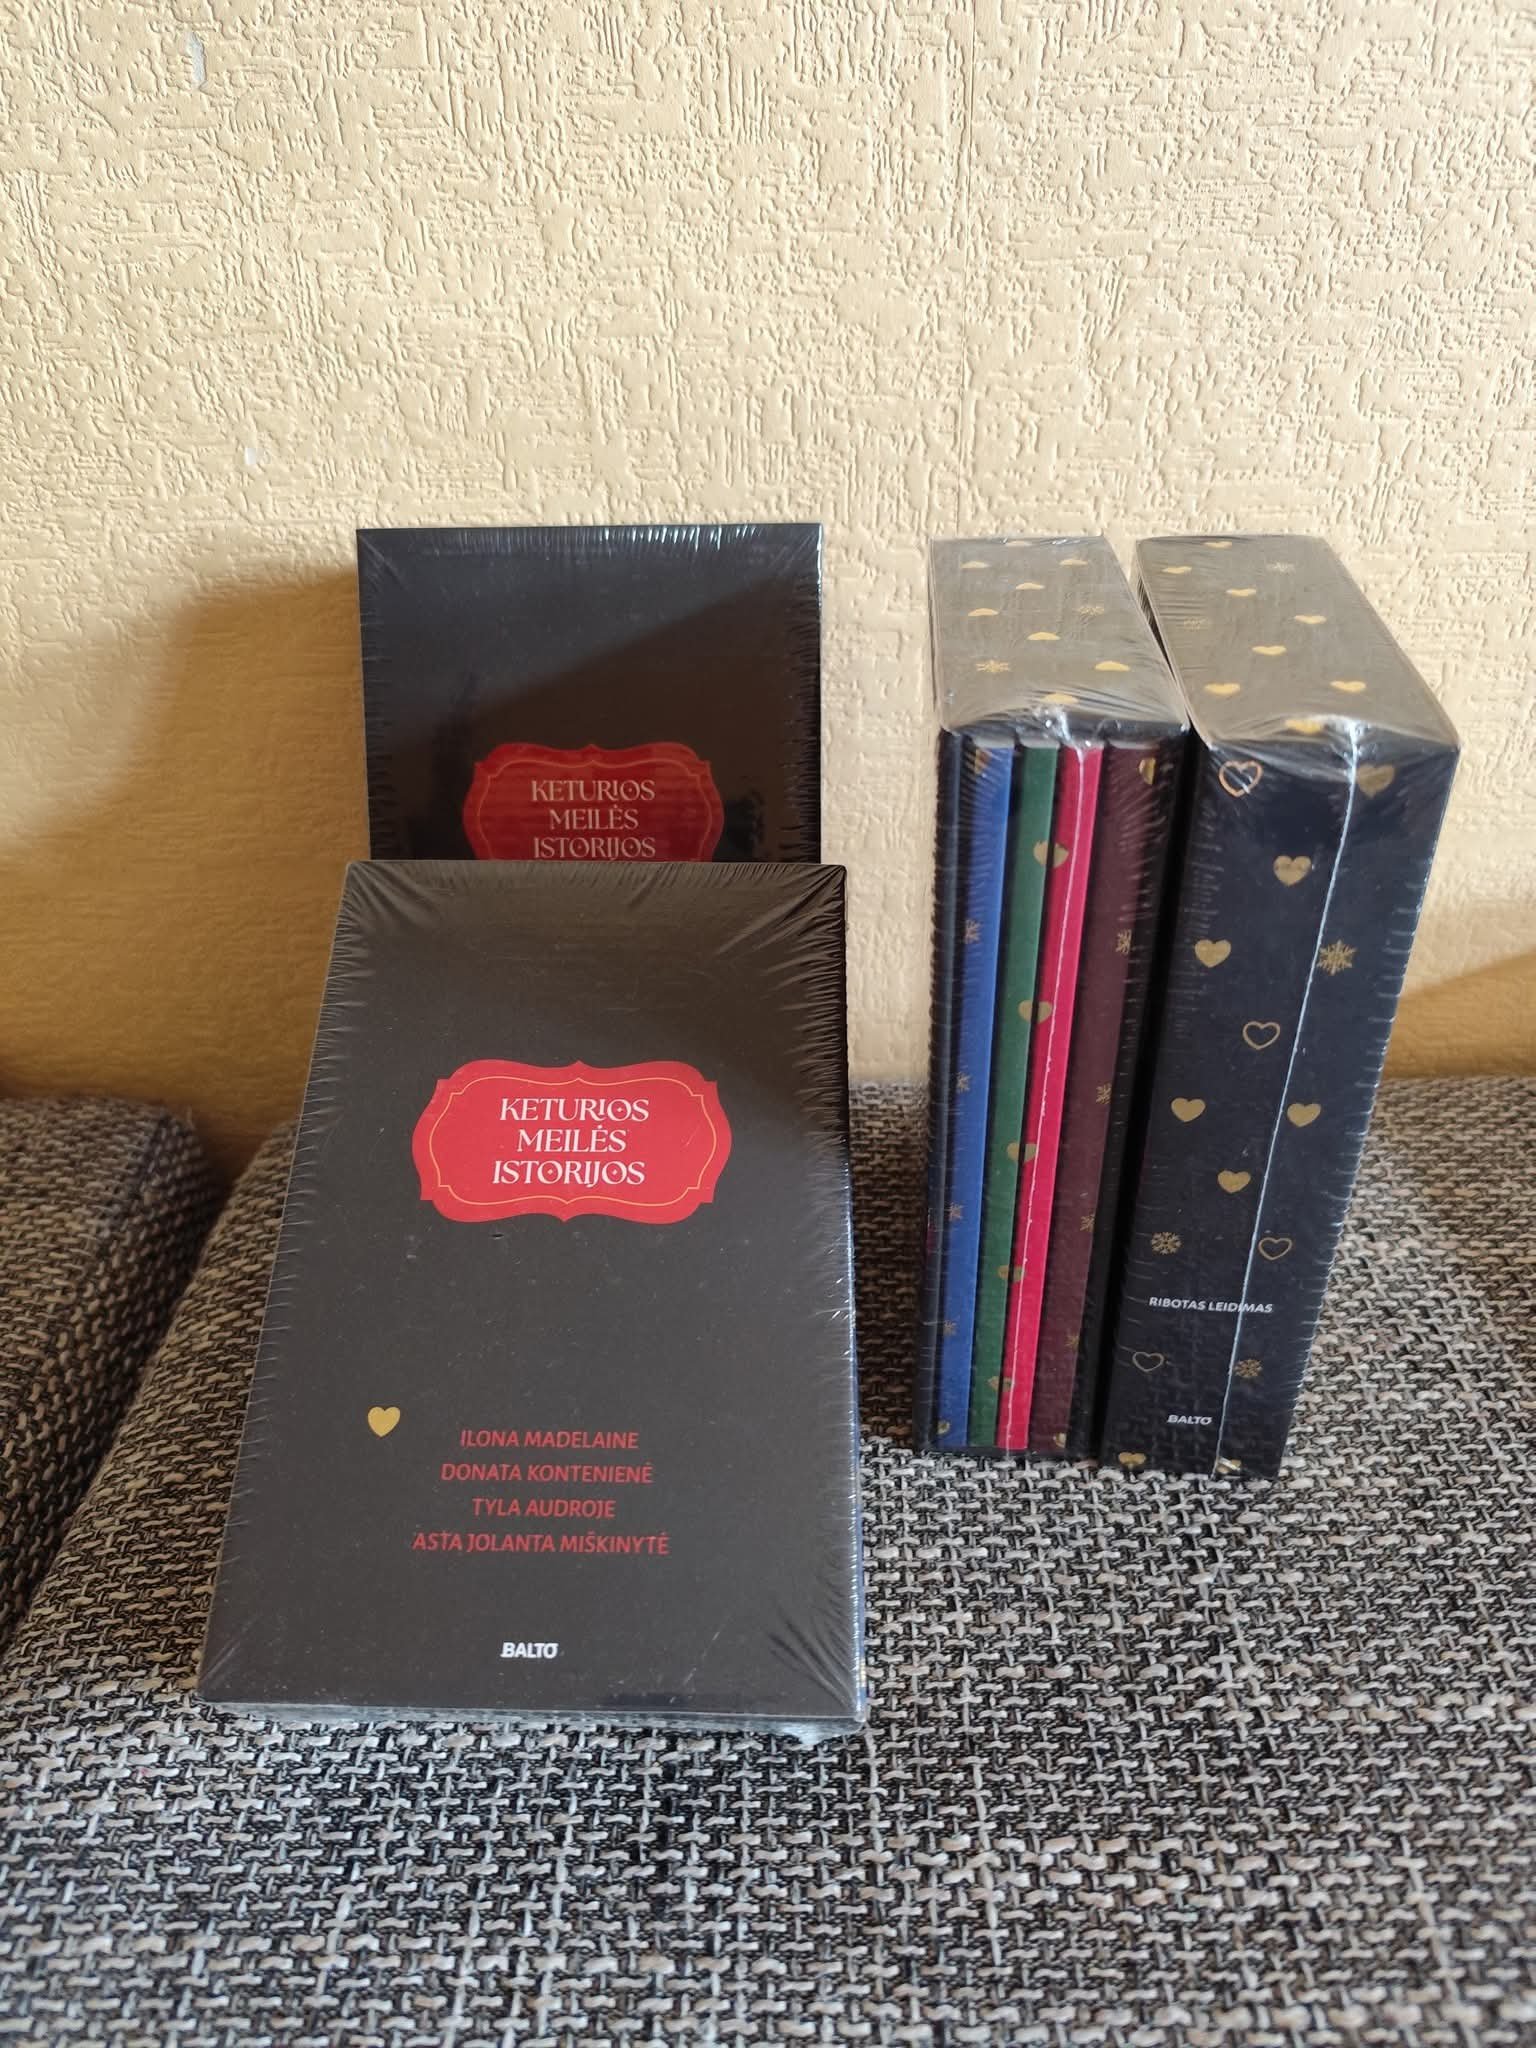 KETURIOS
MEILĖS
ISTORIJOS
KETURIOS
MEILĖS
ISTORIJOS
ILONA MADELAINE
DONATA KONTENIENĖ
TYLA AUDROJE
ASTA JOLANTA MIŠKINYTĖ
BALTO
RIBOTAS LEIDIMAS
BALTO